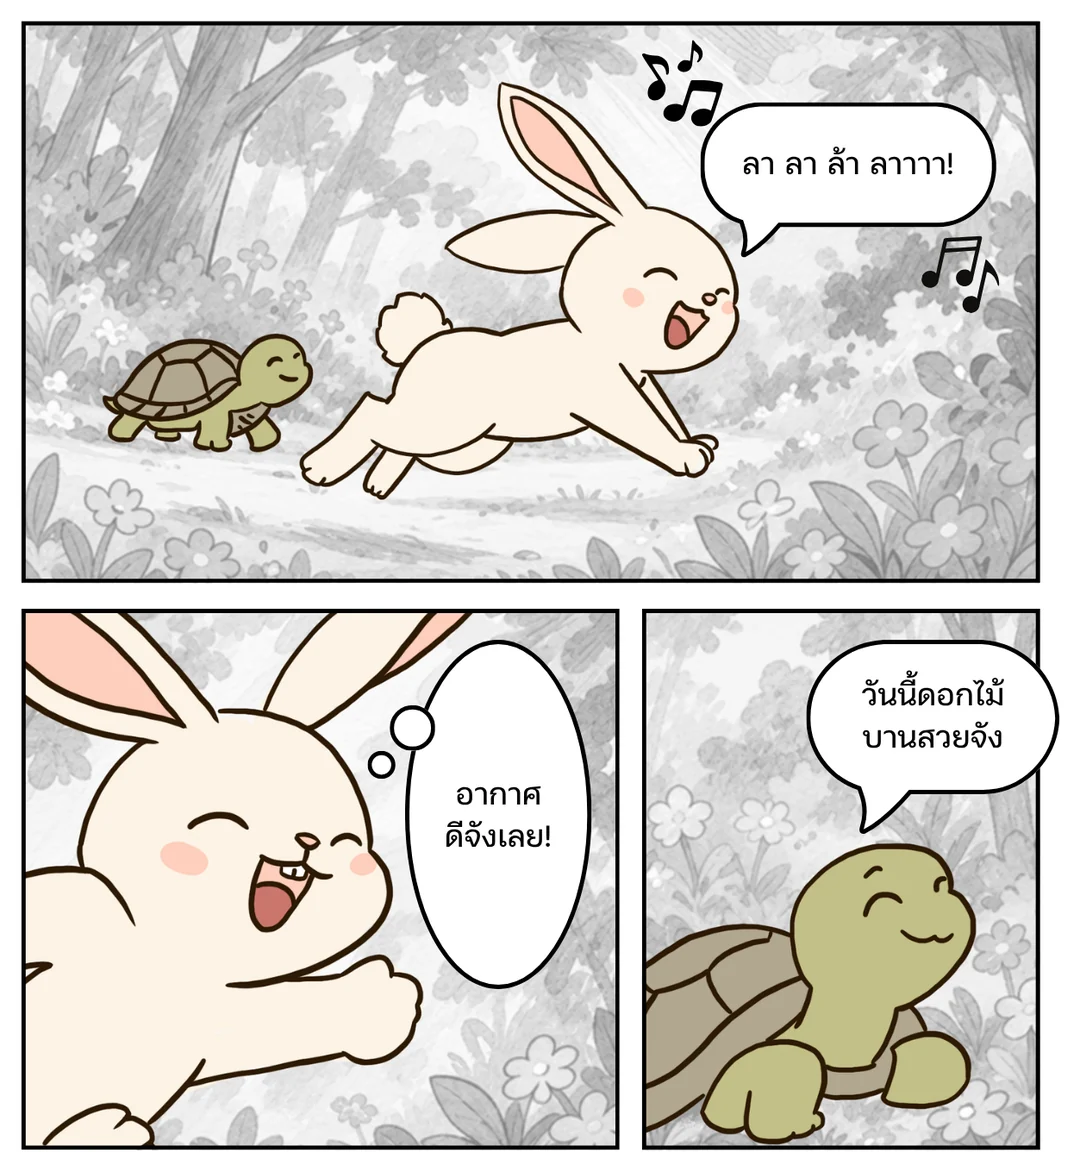 ลา ลา ล้า ลาาาา!
อากาศ
ดีจังเลย!
วันนี้ดอกไม้
บานสวยจัง